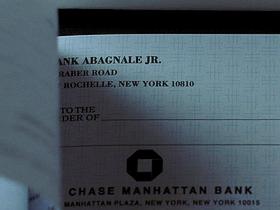 ANK ABAGNALE JR.
RABER ROAD
ROCHELLE, NEW YORK 10810
TO THE
DER OF
CHASE MANHATTAN BANK
MANHATTAN PLAZA, NEW YORK, NEW YORK 10015